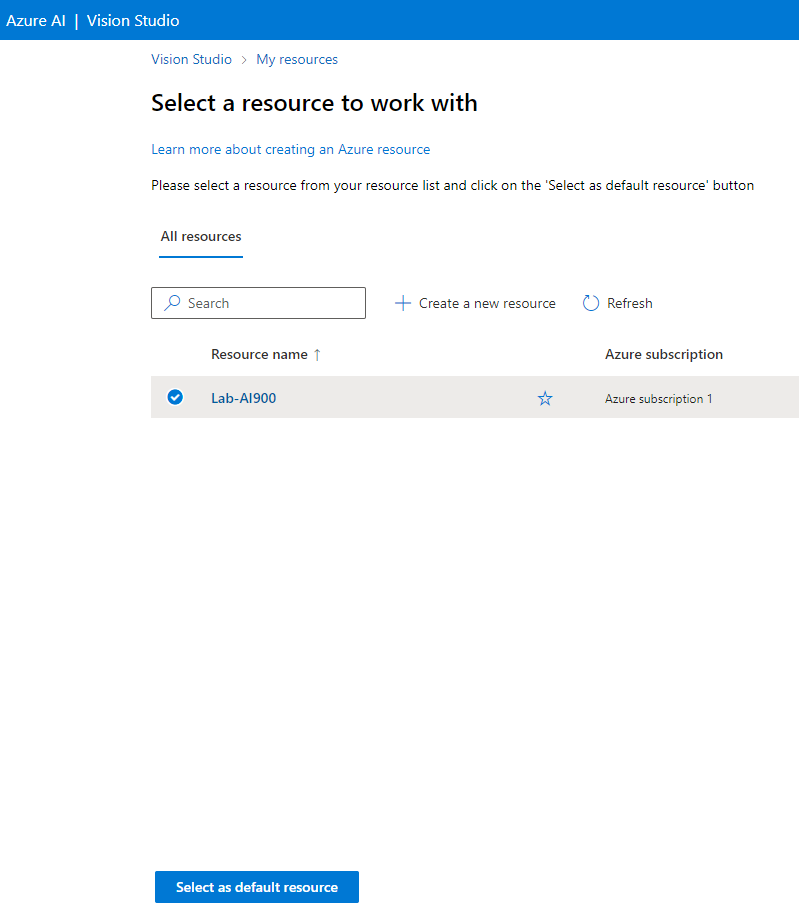 Azure AI | Vision Studio
Vision Studio > My resources
Select a resource to work with
Learn more about creating an Azure resource
Please select a resource from your resource list and click on the 'Select as default resource' button
All resources
Search Create a new resource Refresh
Resource name ↑ Azure subscription
Lab-AI900 Azure subscription 1
Select as default resource